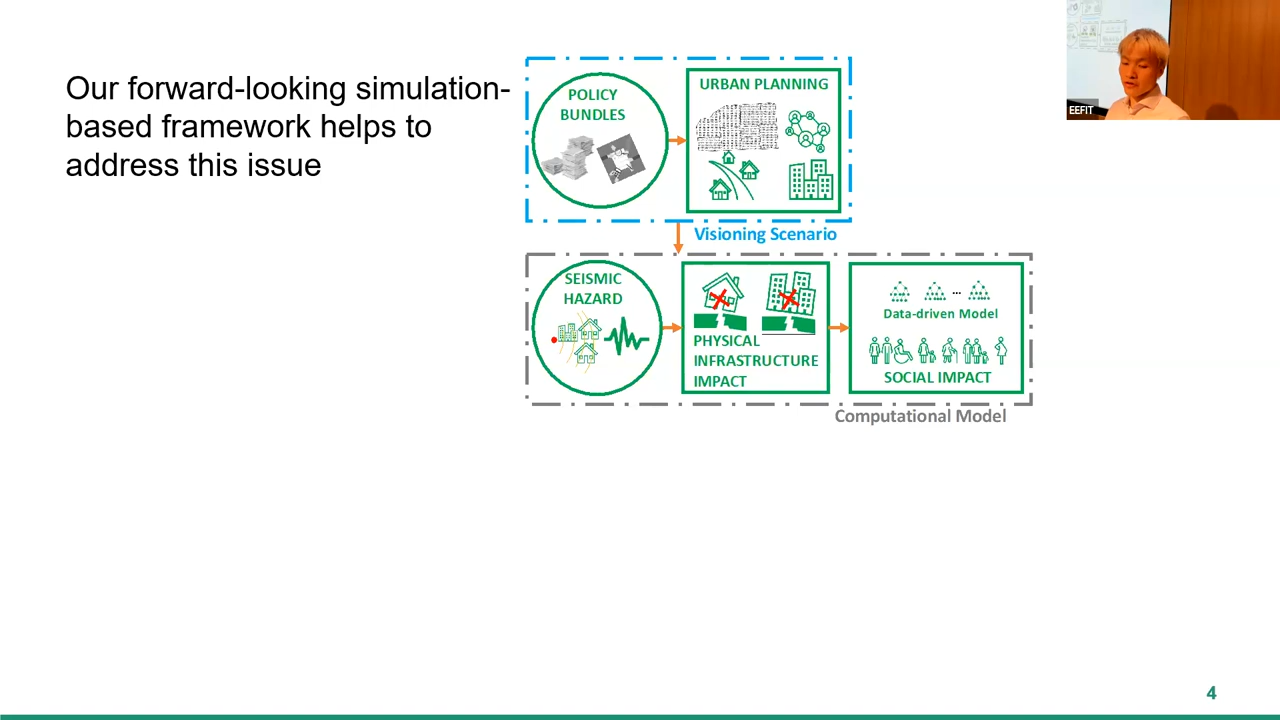 Our forward-looking simulation-
based framework helps to
address this issue
POLICY
BUNDLES
URBAN PLANNING
Visioning Scenario
SEISMIC
HAZARD
PHYSICAL
INFRASTRUCTURE
IMPACT
...
Data-driven Model
SOCIAL IMPACT
Computational Model
EEFIT
4